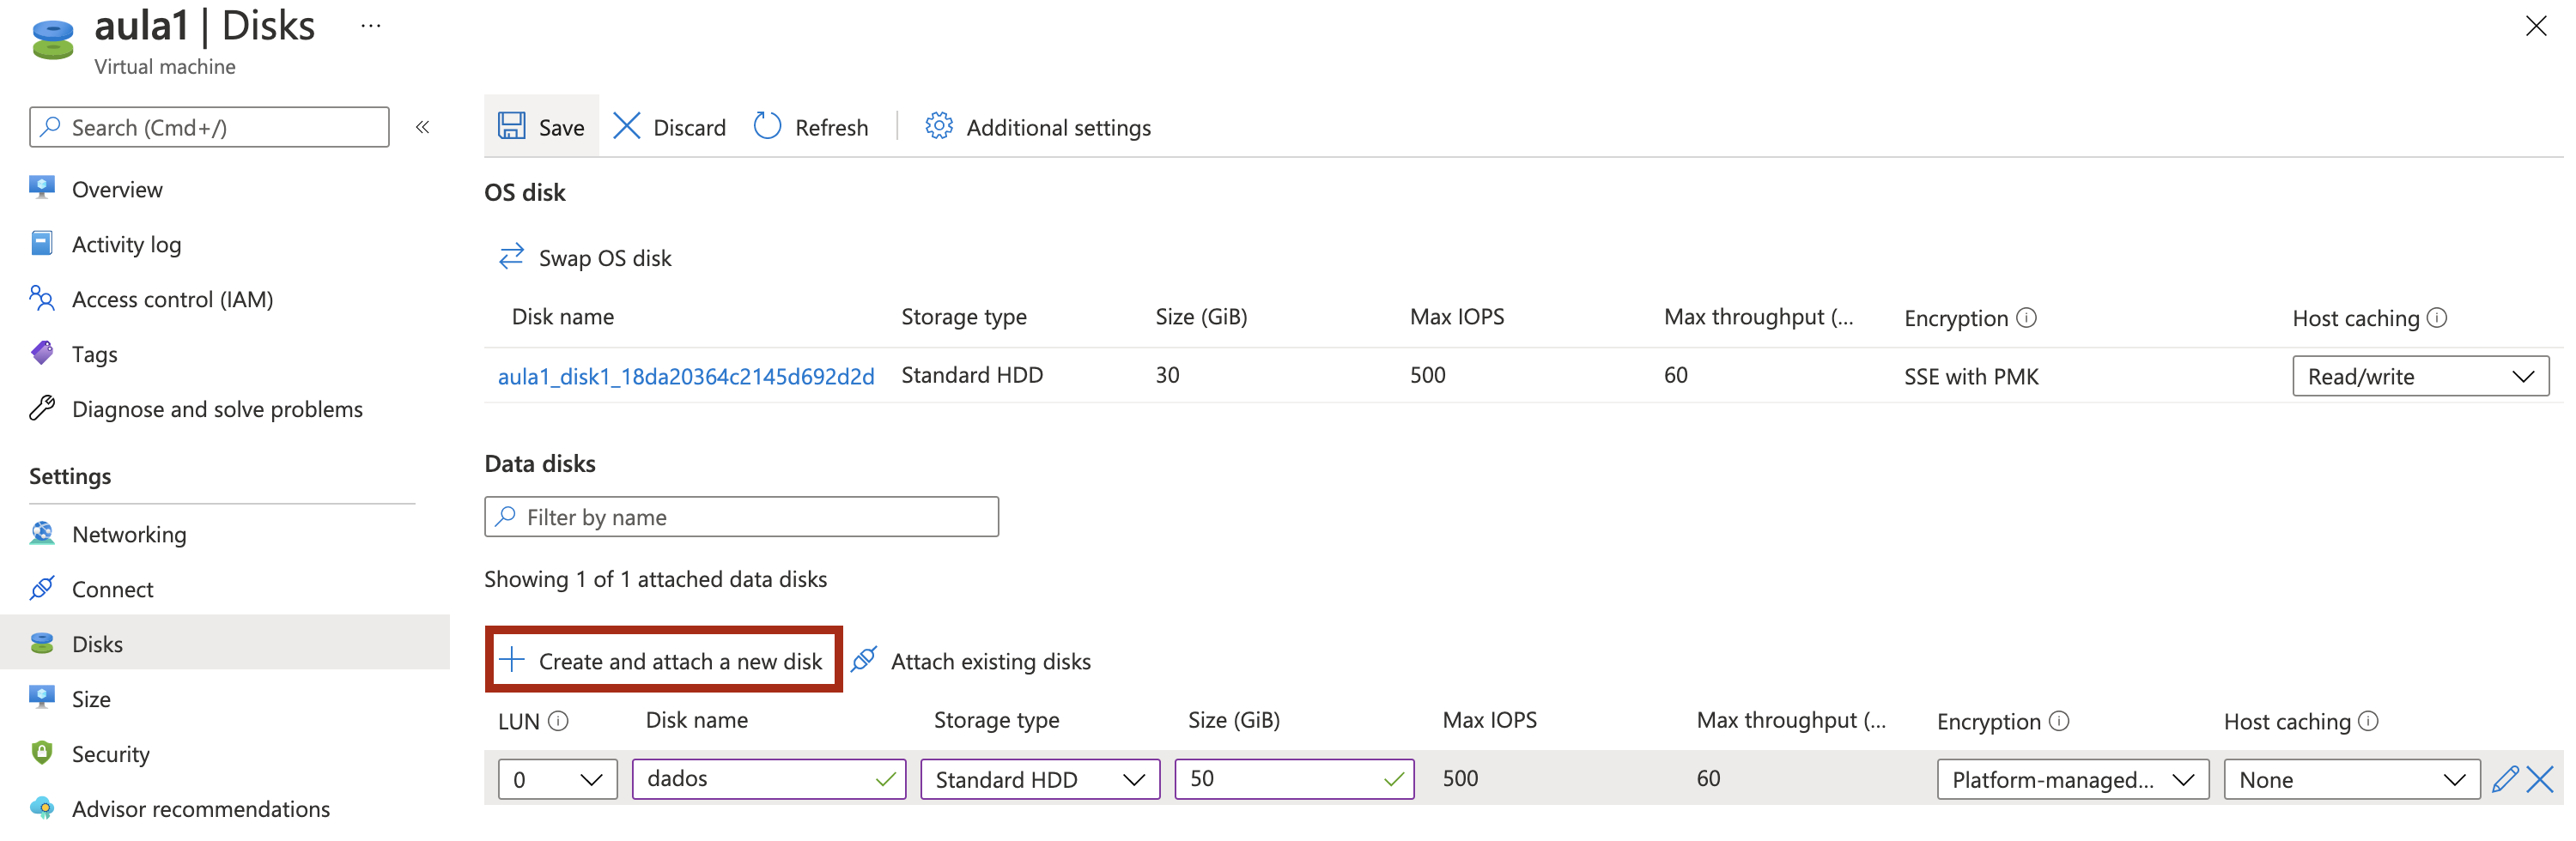 aula1 | Disks ...
Virtual machine
Search (Cmd+/)
«
Overview
Activity log
Access control (IAM)
Tags
Diagnose and solve problems
Settings
Networking
Connect
Disks
Size
Security
Advisor recommendations
Save Discard Refresh Additional settings
OS disk
Swap OS disk
Disk name Storage type Size (GiB) Max IOPS Max throughput (... Encryption Host caching
aula1_disk1_18da20364c2145d692d2d Standard HDD 30 500 60 SSE with PMK Read/write
Data disks
Filter by name
Showing 1 of 1 attached data disks
Create and attach a new disk Attach existing disks
LUN Disk name Storage type Size (GiB) Max IOPS Max throughput (... Encryption Host caching
0 dados Standard HDD 50 500 60 Platform-managed... None